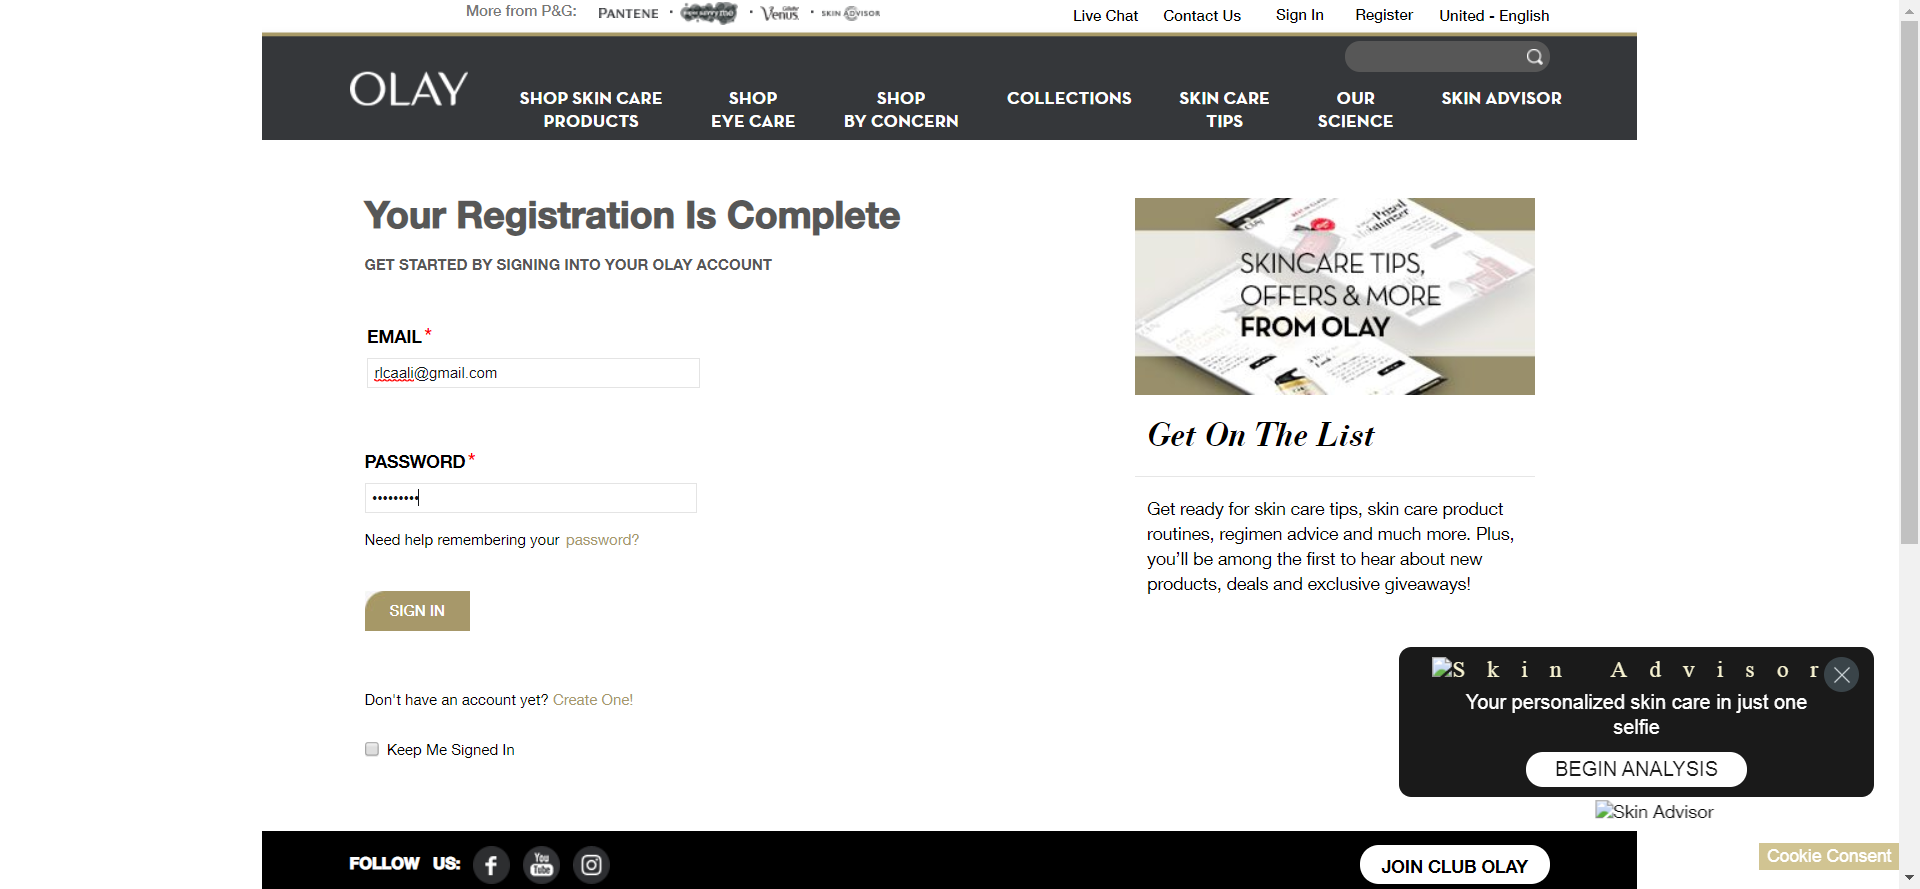 More from P&G:
PANTENE
Venus
SKIN ADVISOR
Live Chat
Contact Us
Sign In
Register
United - English
OLAY
SHOP SKIN CARE
PRODUCTS
SHOP
EYE CARE
SHOP
BY CONCERN
COLLECTIONS
SKIN CARE
TIPS
OUR
SCIENCE
SKIN ADVISOR
Your Registration Is Complete
GET STARTED BY SIGNING INTO YOUR OLAY ACCOUNT
EMAIL*
rlcaali@gmail.com
PASSWORD*
•••••••••
Need help remembering your password?
SIGN IN
Don't have an account yet? Create One!
Keep Me Signed In
SKINCARE TIPS,
OFFERS & MORE
FROM OLAY
Get On The List
Get ready for skin care tips, skin care product
routines, regimen advice and much more. Plus,
you’ll be among the first to hear about new
products, deals and exclusive giveaways!
Skin Advisor
Your personalized skin care in just one
selfie
BEGIN ANALYSIS
Skin Advisor
Cookie Consent
FOLLOW US:
You
Tube
JOIN CLUB OLAY